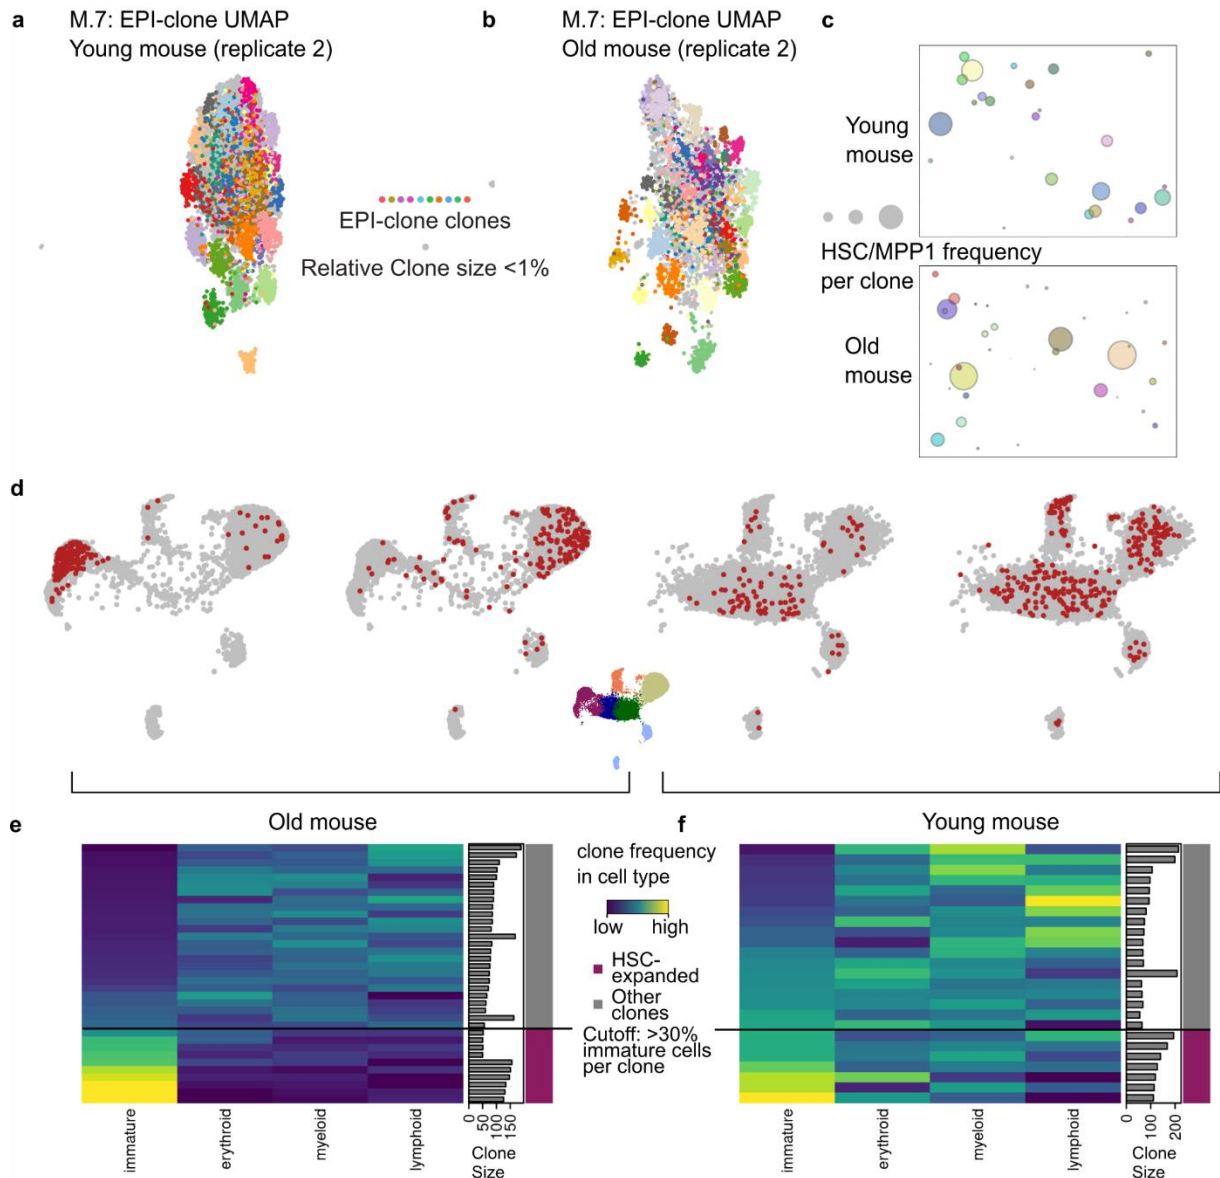 a
M.7: EPI-clone UMAP
Young mouse (replicate 2)
b
M.7: EPI-clone UMAP
Old mouse (replicate 2)
c
Young
mouse
HSC/MPP1 frequency
per clone
Old
mouse
EPI-clone clones
Relative Clone size <1%
d
e
Old mouse
f
Young mouse
clone frequency
in cell type
low high
HSC-
expanded
Other
clones
Cutoff: >30%
immature cells
per clone
immature
erythroid
myeloid
lymphoid
0
50
100
150
Clone
Size
immature
erythroid
myeloid
lymphoid
0
100
200
Clone
Size